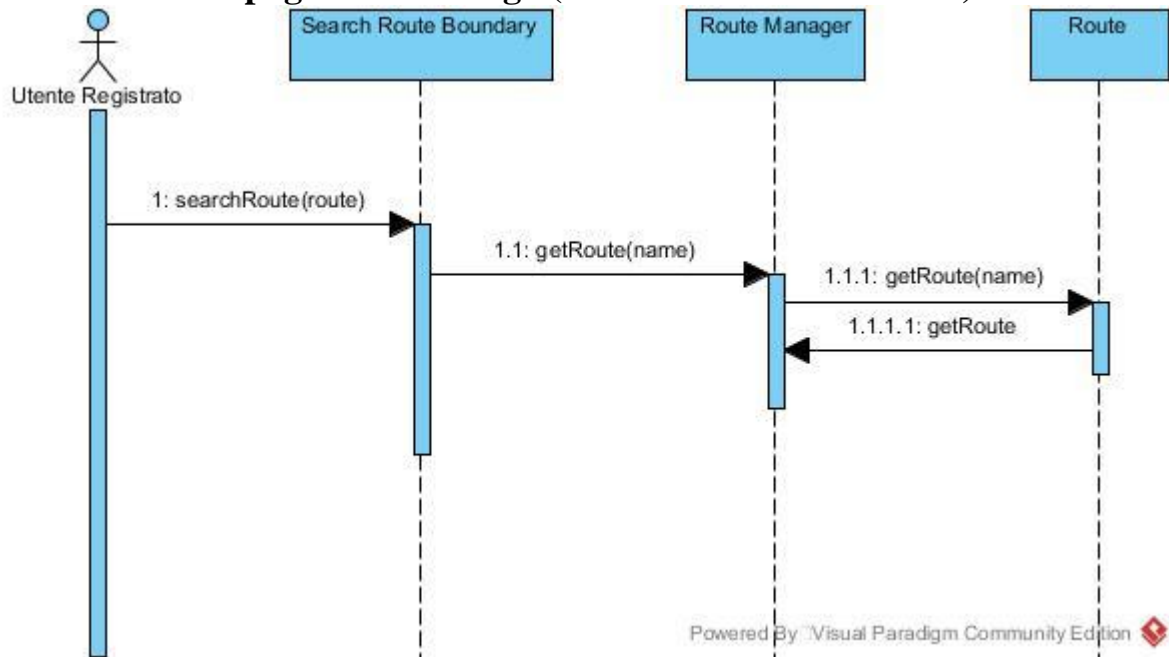 Search Route Boundary
Route Manager
Route
Utente Registrato
1: searchRoute(route)
1.1: getRoute(name)
1.1.1: getRoute(name)
1.1.1.1: getRoute
Powered By Visual Paradigm Community Edition